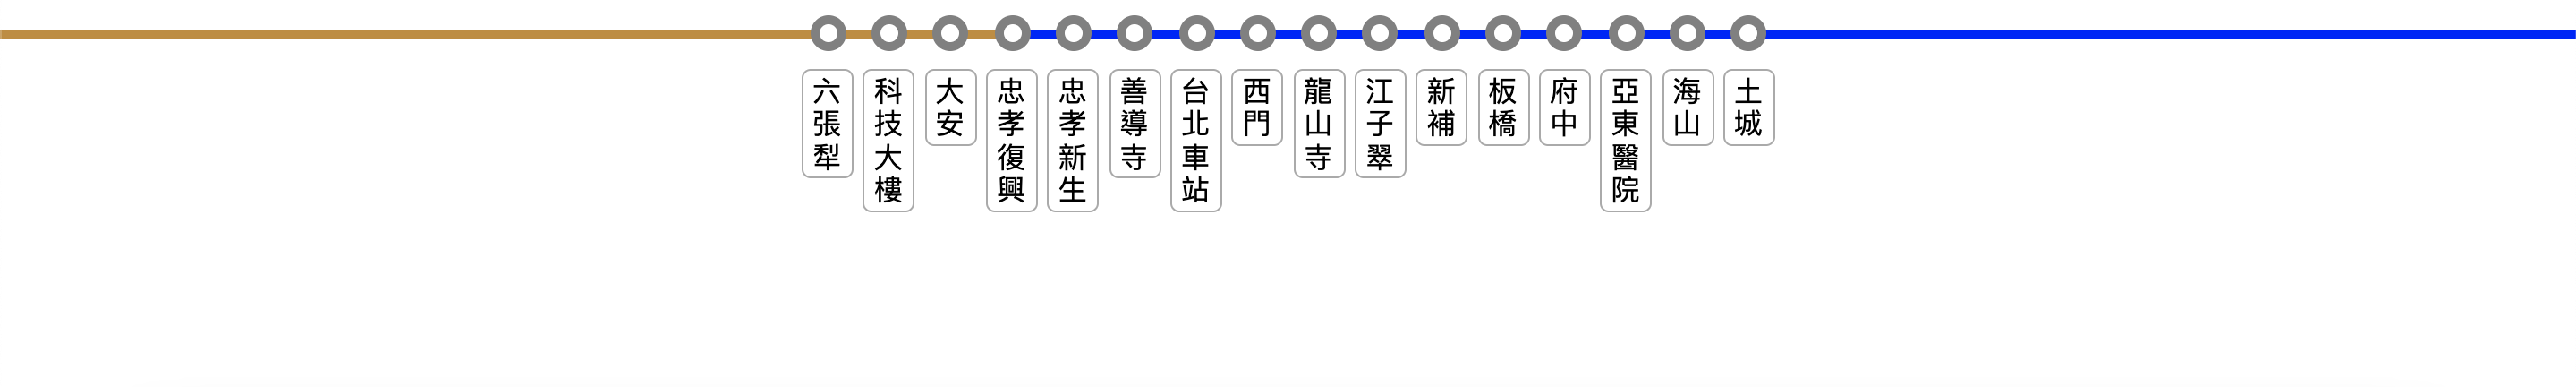 六張犁
科技大樓
大安
忠孝復興
忠孝新生
善導寺
台北車站
西門
龍山寺
江子翠
新補
板橋
府中
亞東醫院
海山
土城